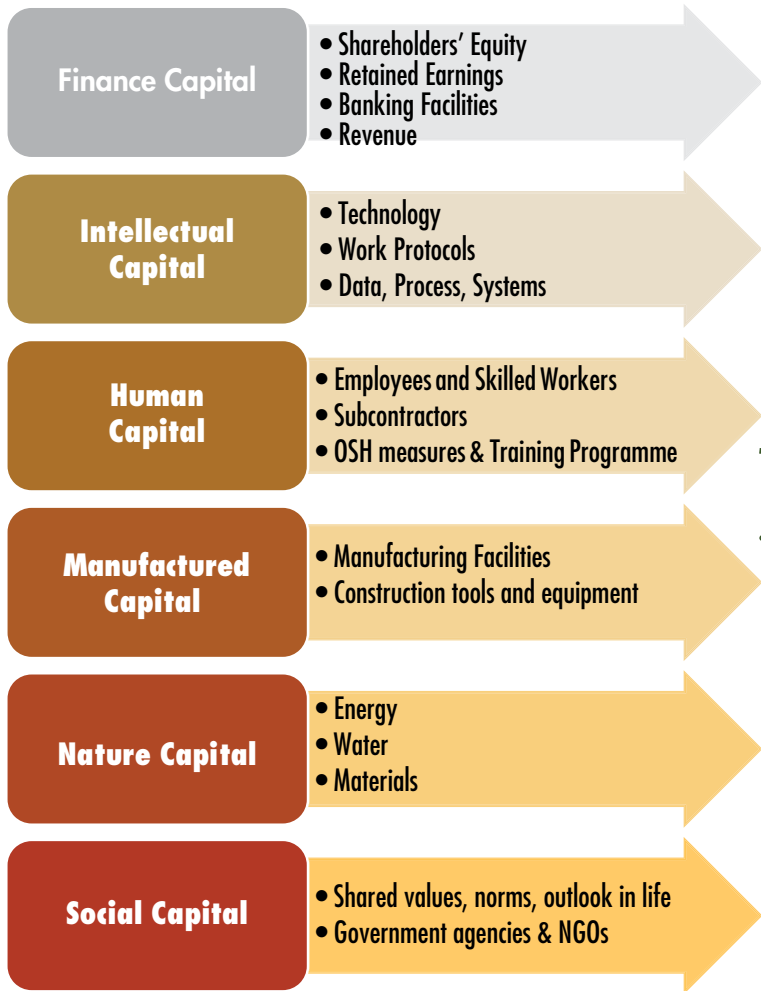 Finance Capital
• Shareholders’ Equity
• Retained Earnings
• Banking Facilities
• Revenue
Intellectual
Capital
• Technology
• Work Protocols
• Data, Process, Systems
Human
Capital
• Employees and Skilled Workers
• Subcontractors
• OSH measures & Training Programme
Manufactured
Capital
• Manufacturing Facilities
• Construction tools and equipment
Nature Capital
• Energy
• Water
• Materials
Social Capital
• Shared values, norms, outlook in life
• Government agencies & NGOs